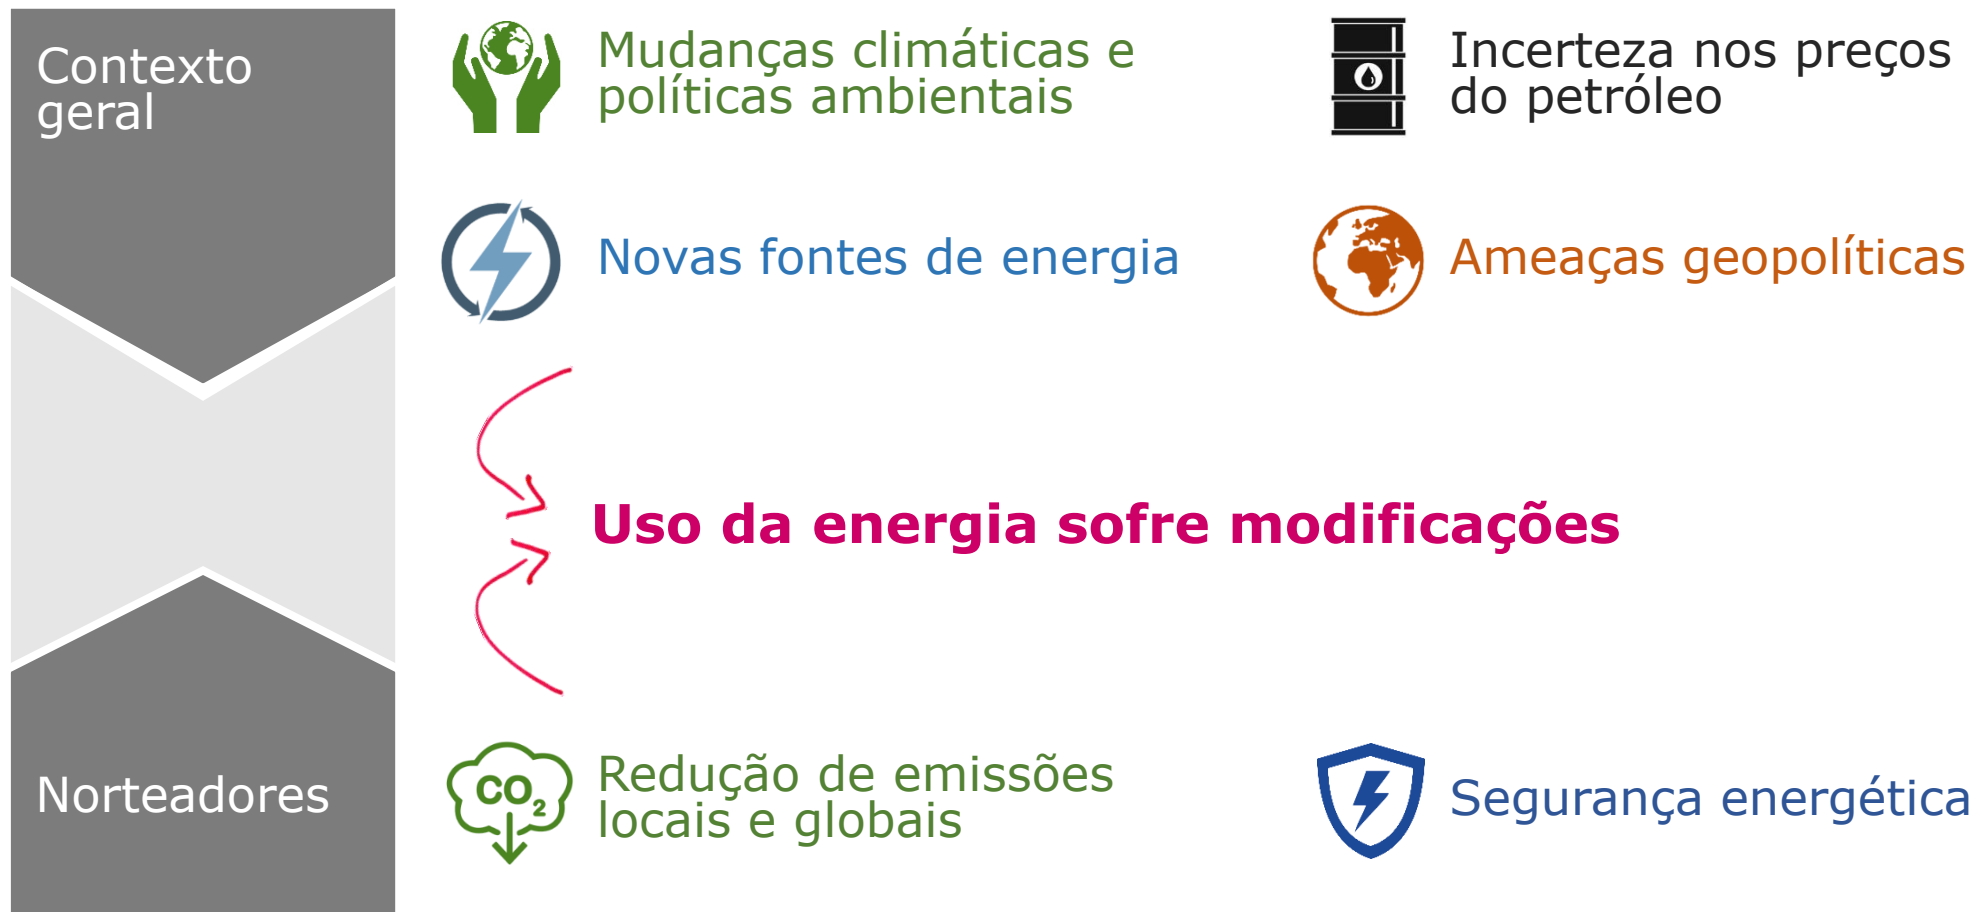 Contexto
geral
Mudanças climáticas e
políticas ambientais
Incerteza nos preços
do petróleo
Novas fontes de energia
Ameaças geopolíticas
Uso da energia sofre modificações
Norteadores
CO₂
Redução de emissões
locais e globais
Segurança energética